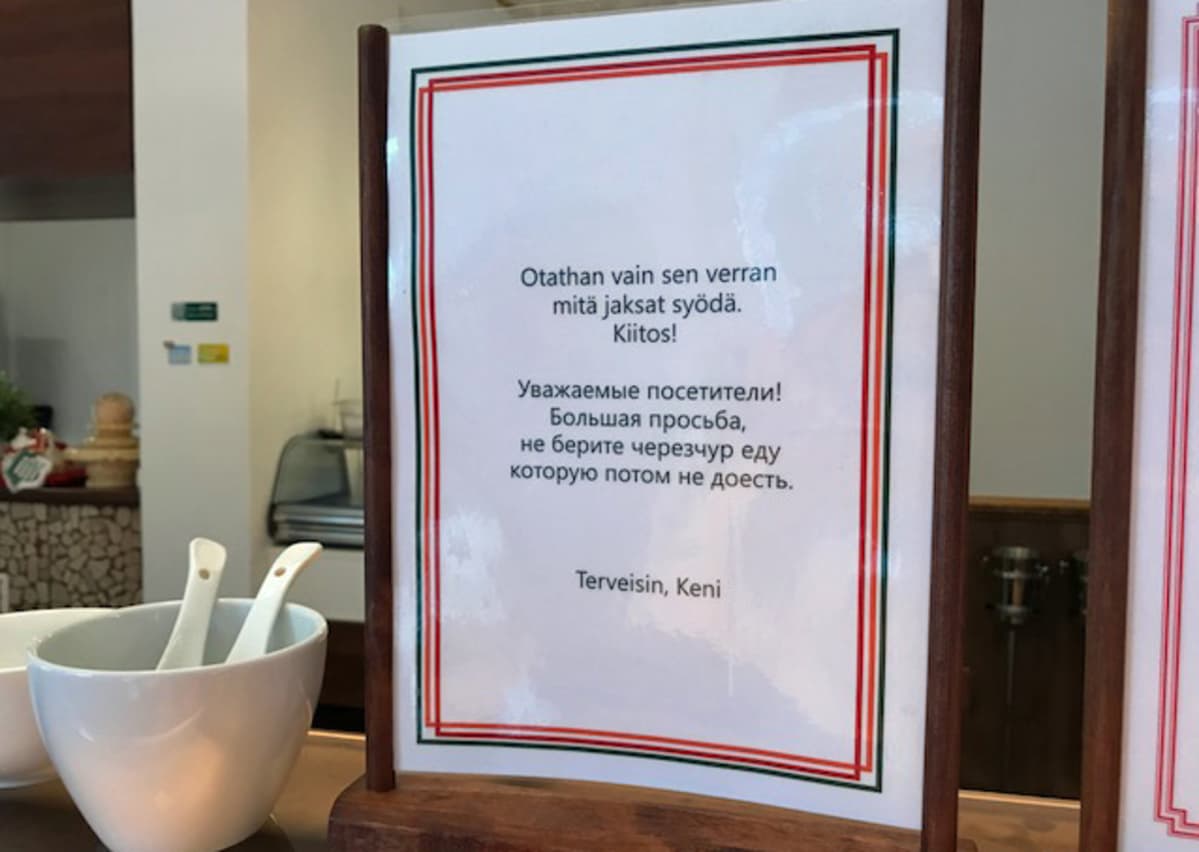 Otathan vain sen verran
mitä jaksat syödä.
Kiitos!
Уважаемые посетители!
Большая просьба,
не берите черезчур еду
которую потом не доесть.
Terveisin, Keni